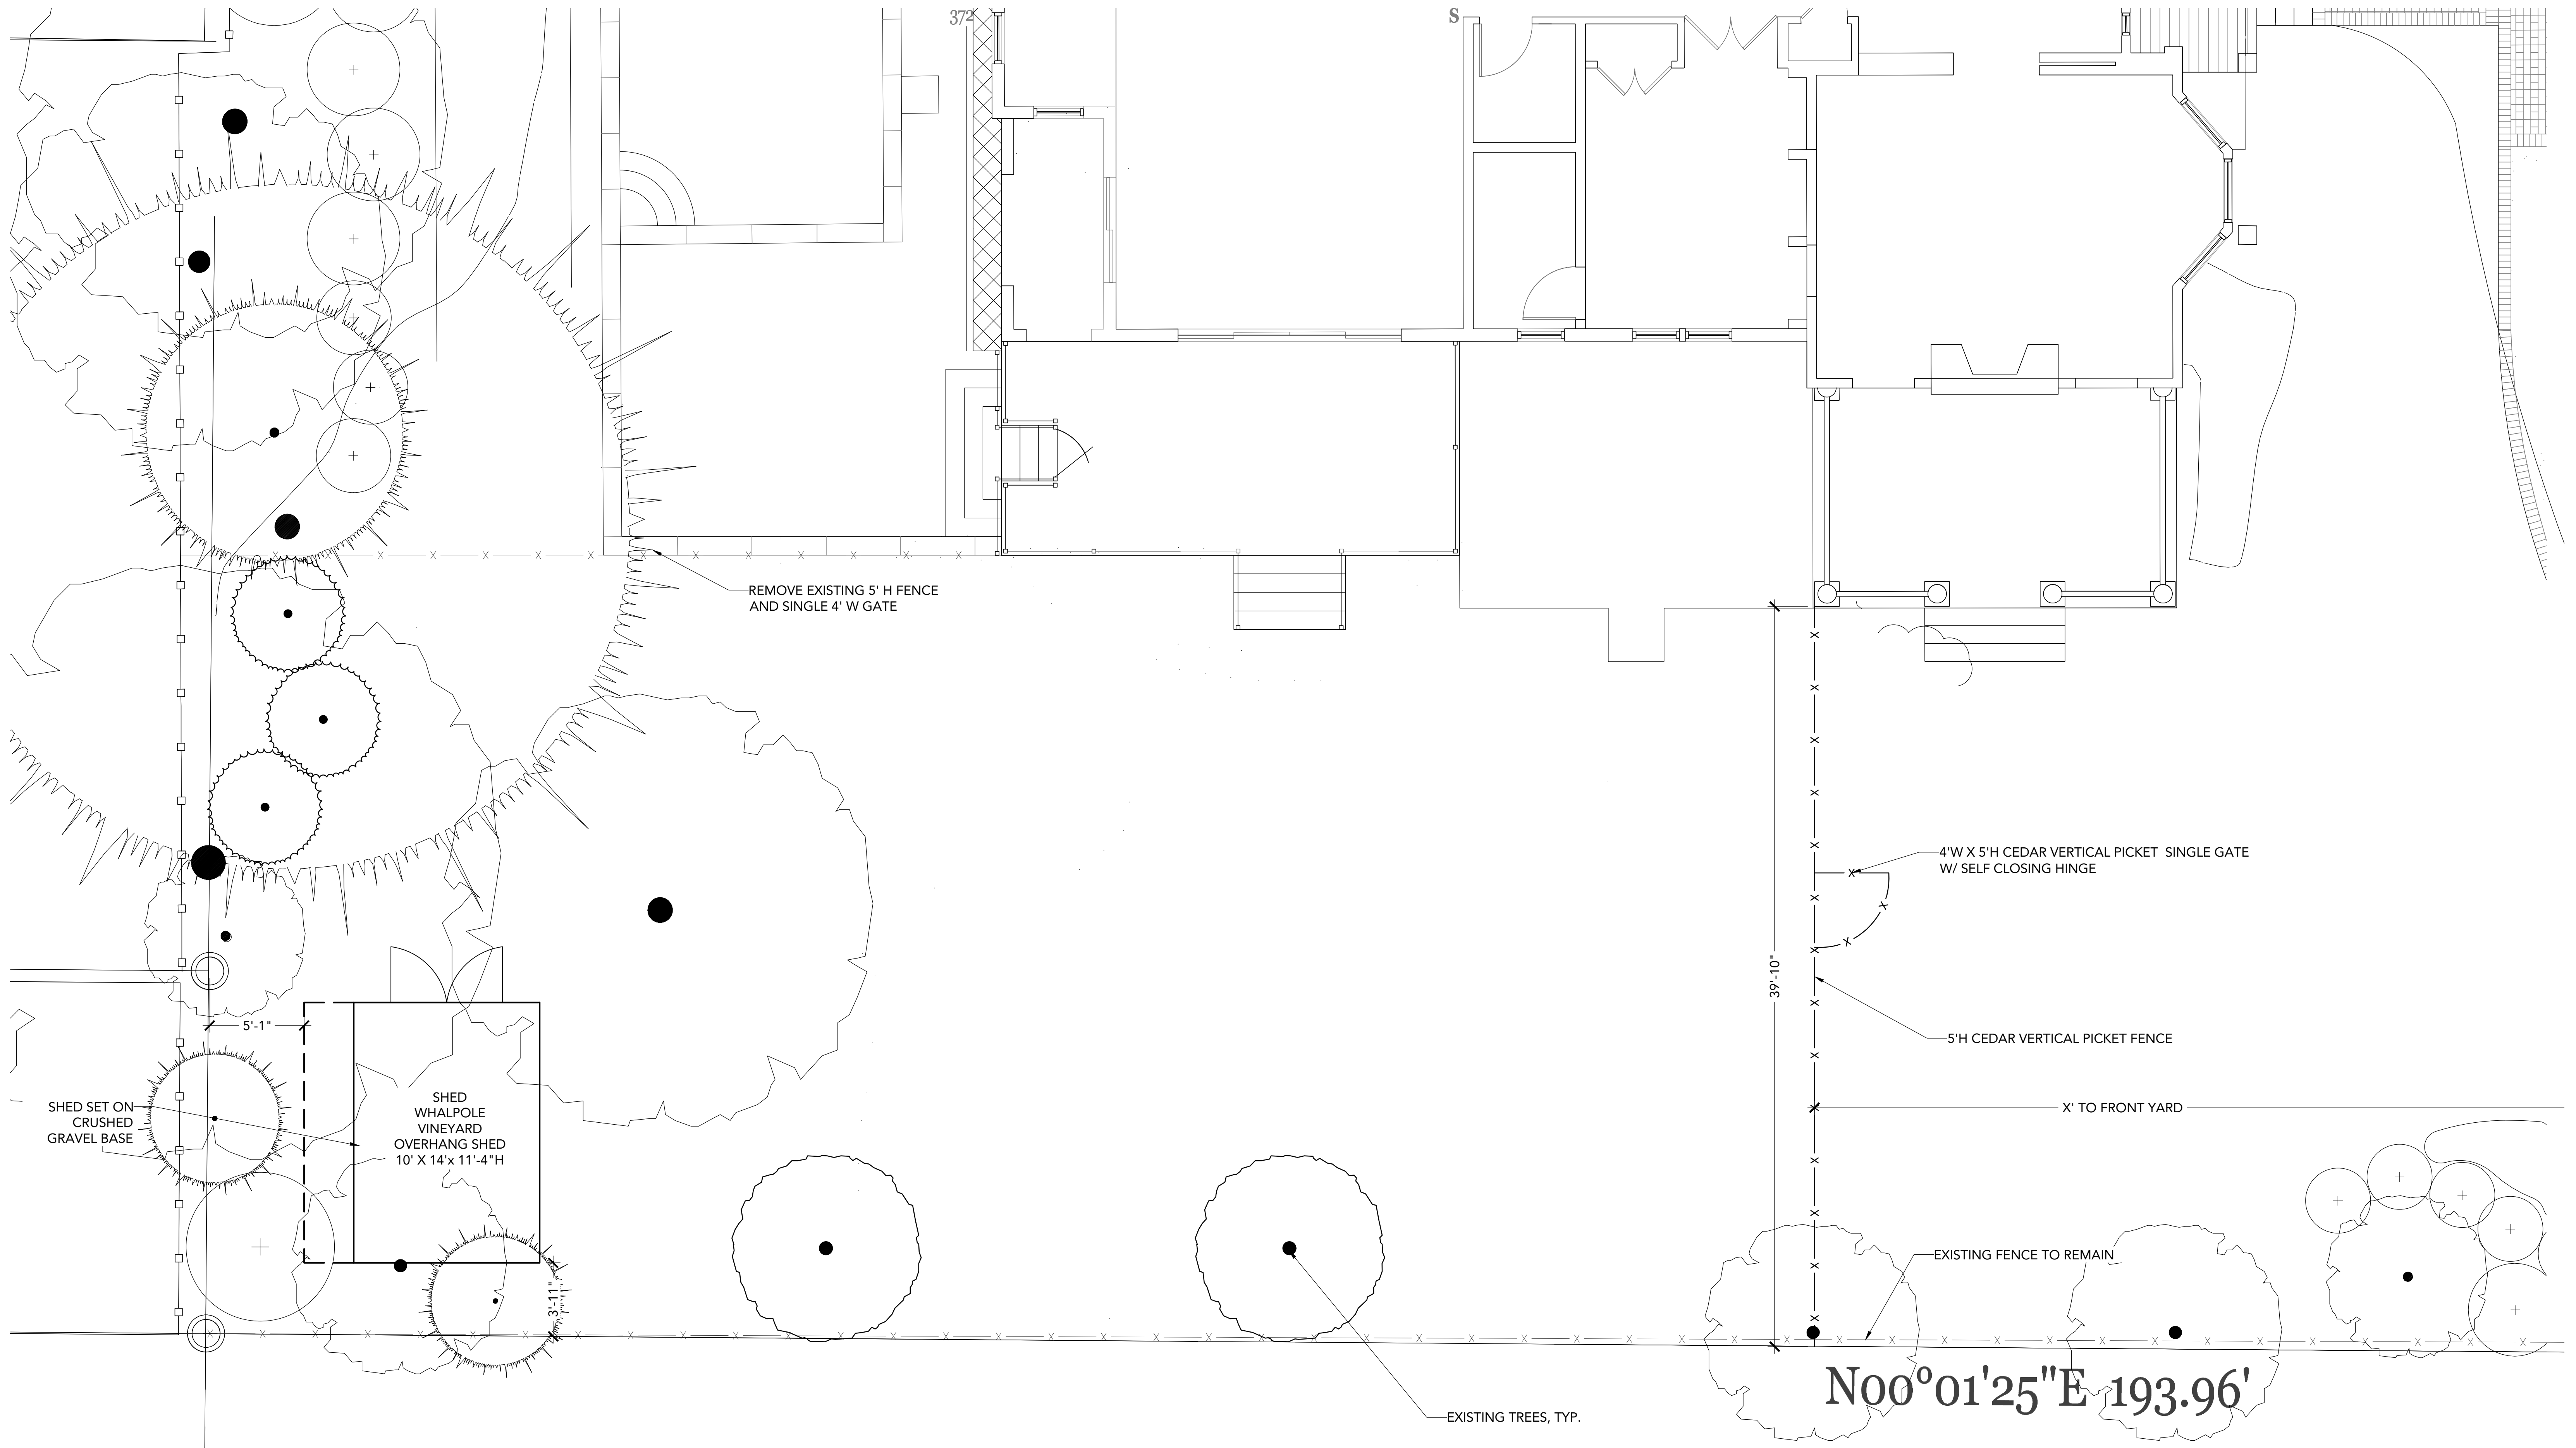 372
S
REMOVE EXISTING 5' H FENCE
AND SINGLE 4' W GATE
4'W X 5'H CEDAR VERTICAL PICKET SINGLE GATE
W/ SELF CLOSING HINGE
39'-10"
5'-1"
5'H CEDAR VERTICAL PICKET FENCE
SHED SET ON
CRUSHED
GRAVEL BASE
SHED
WHALPOLE
VINEYARD
OVERHANG SHED
10' X 14'x 11'-4"H
X' TO FRONT YARD
EXISTING FENCE TO REMAIN
3'-11"
N00°01'25"E 193.96'
EXISTING TREES, TYP.